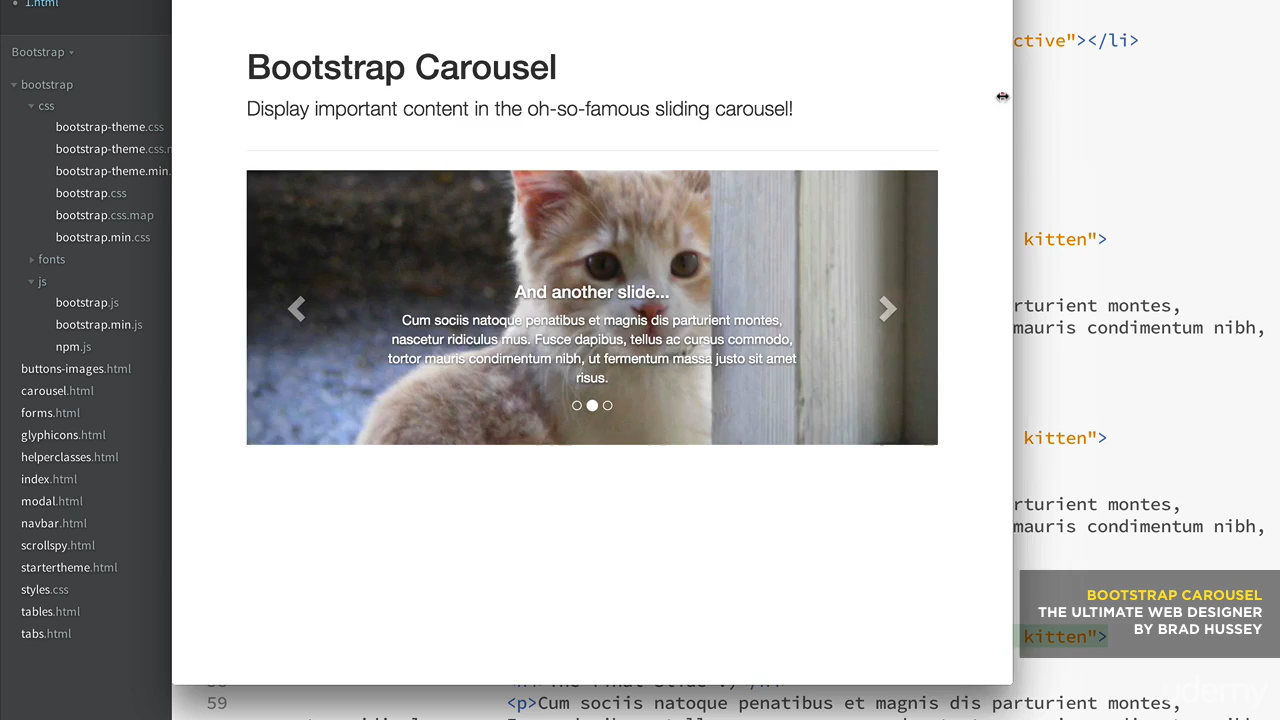 1.html
Bootstrap
bootstrap
css
bootstrap-theme.css
bootstrap-theme.css.m
bootstrap-theme.min.
bootstrap.css
bootstrap.css.map
bootstrap.min.css
fonts
js
bootstrap.js
bootstrap.min.js
npm.js
buttons-images.html
carousel.html
forms.html
glyphicons.html
helperclasses.html
index.html
modal.html
navbar.html
scrollspy.html
startertheme.html
styles.css
tables.html
tabs.html
Bootstrap Carousel
Display important content in the oh-so-famous sliding carousel!
And another slide...
Cum sociis natoque penatibus et magnis dis parturient montes,
nascetur ridiculus mus. Fusce dapibus, tellus ac cursus commodo,
tortor mauris condimentum nibh, ut fermentum massa justo sit amet
risus.
ctive"></li>
kitten">
rturient montes,
mauris condimentum nibh,
kitten">
rturient montes,
mauris condimentum nibh,
BOOTSTRAP CAROUSEL
THE ULTIMATE WEB DESIGNER
BY BRAD HUSSEY
kitten">
59 <p>Cum sociis natoque penatibus et magnis dis parturient montes,
udemy